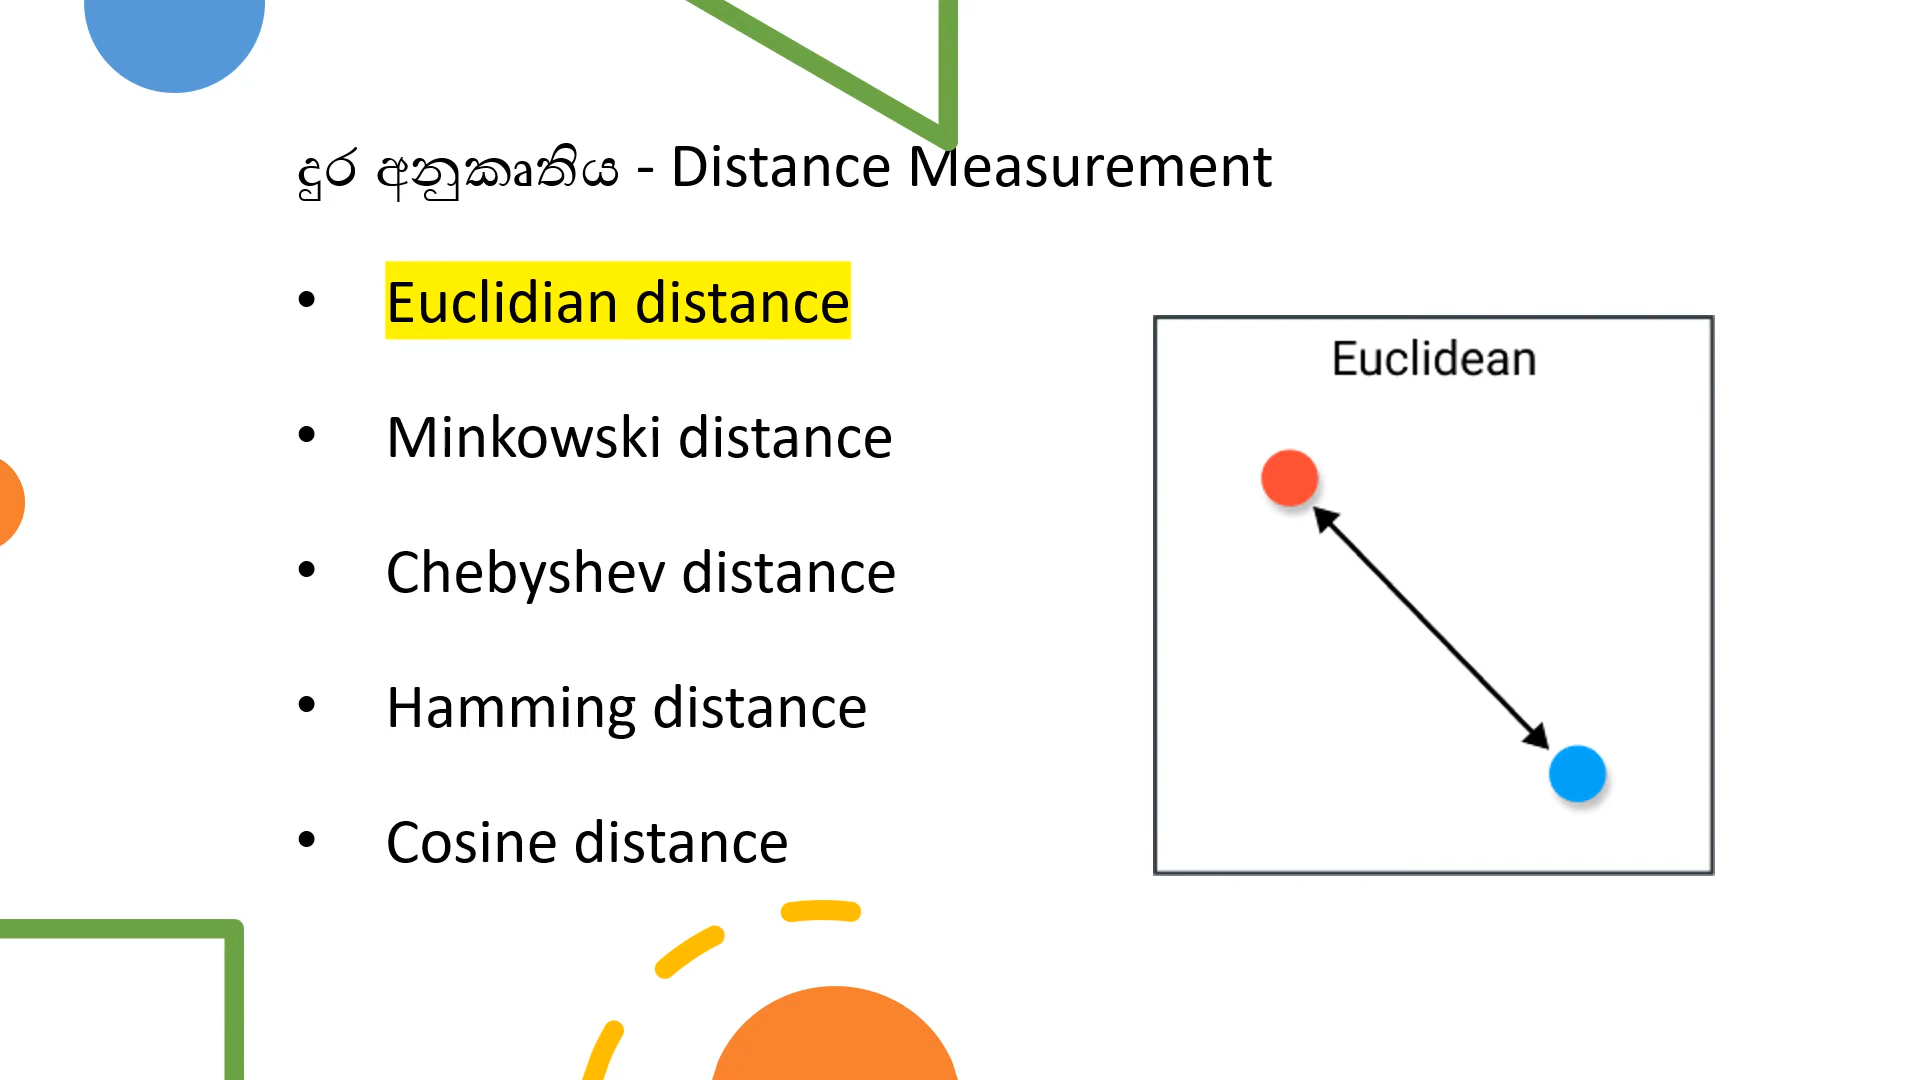 දුර අනුකෘතිය - Distance Measurement
• Euclidian distance
• Minkowski distance
• Chebyshev distance
• Hamming distance
• Cosine distance
Euclidean